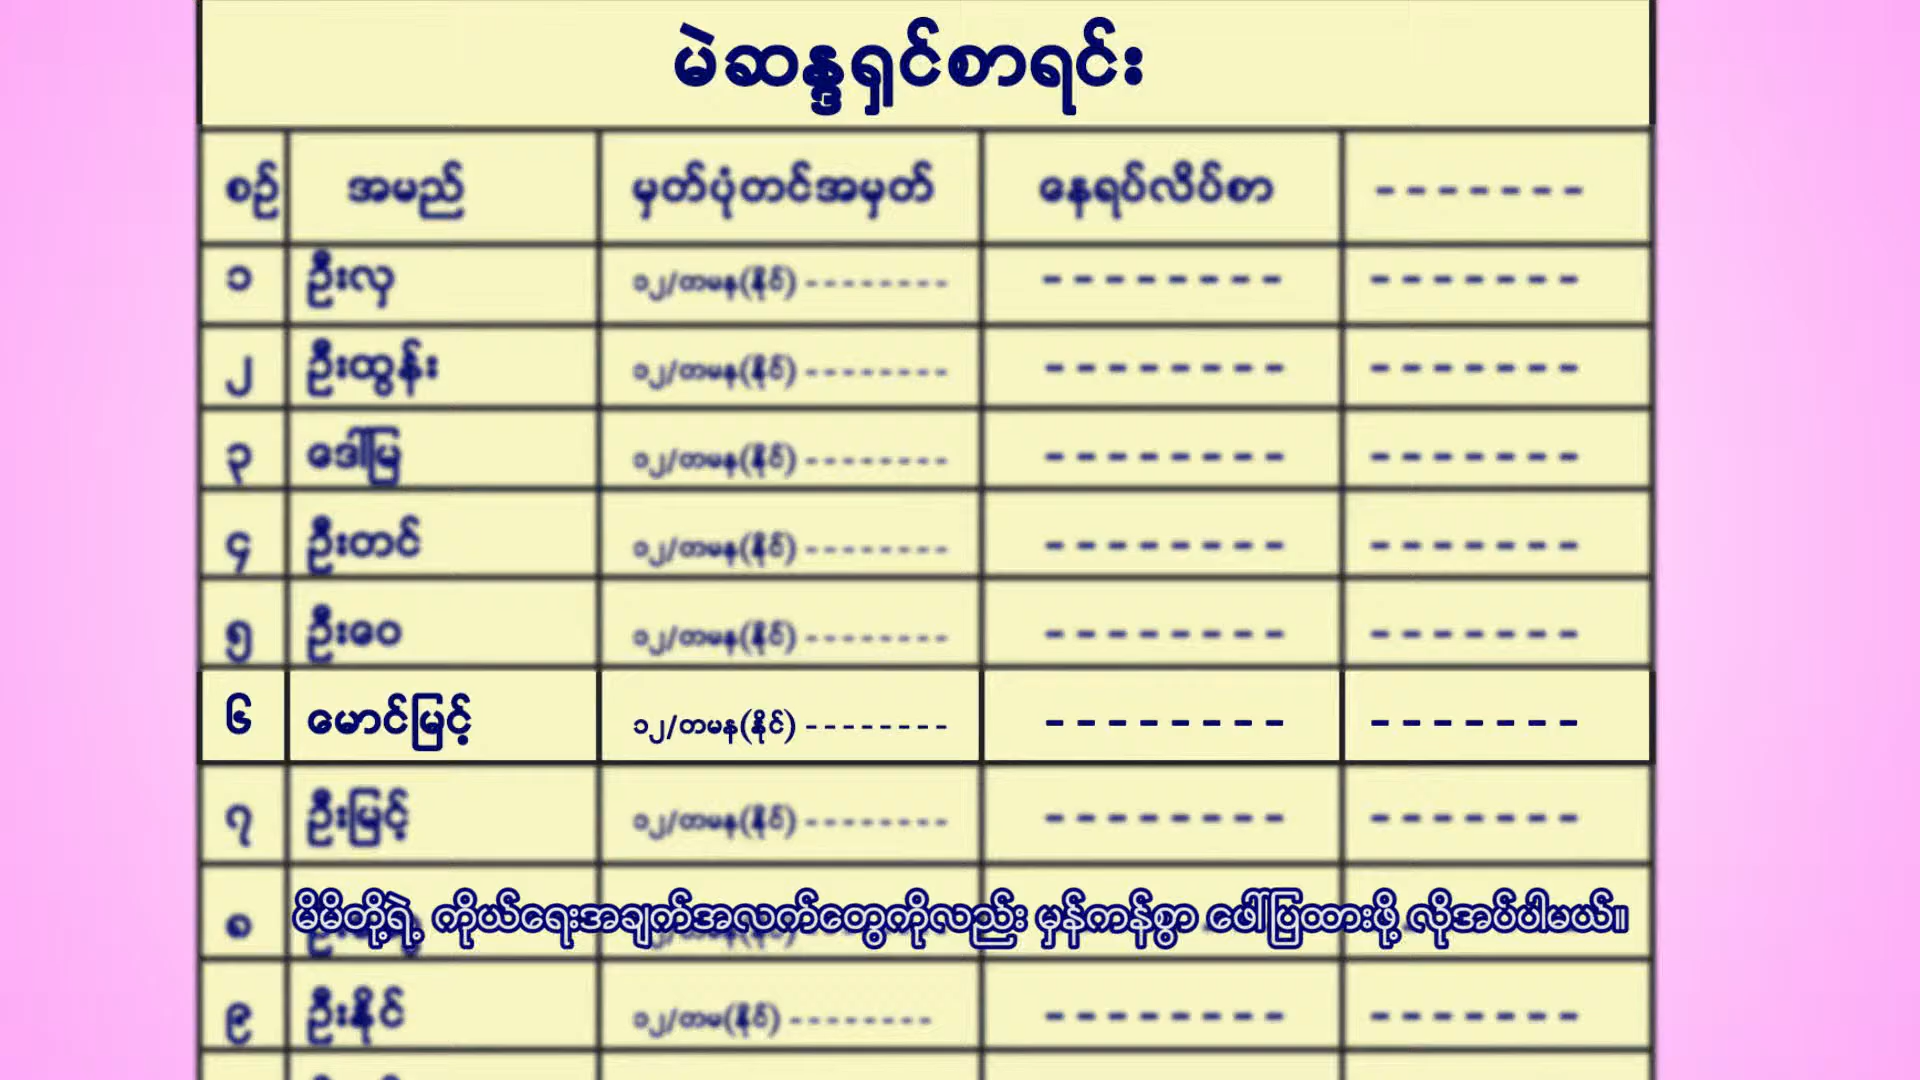 မဲဆန္ဒရှင်စာရင်း
စဉ် အမည် မှတ်ပုံတင်အမှတ် နေရပ်လိပ်စာ - - - - - - -
၁ ဦးလှ ၁၂/တမန(နိုင်) - - - - - - - - - - - - - - - - - - - - - - -
၂ ဦးထွန်း ၁၂/တမန(နိုင်) - - - - - - - - - - - - - - - - - - - - - - -
၃ ဒေါ်မြ ၁၂/တမန(နိုင်) - - - - - - - - - - - - - - - - - - - - - - -
၄ ဦးတင် ၁၂/တမန(နိုင်) - - - - - - - - - - - - - - - - - - - - - - -
၅ ဦးဝေ ၁၂/တမန(နိုင်) - - - - - - - - - - - - - - - - - - - - - - -
၆ မောင်မြင့် ၁၂/တမန(နိုင်) - - - - - - - - - - - - - - - - - - - - - - -
၇ ဦးမြင့် ၁၂/တမန(နိုင်) - - - - - - - - - - - - - - - - - - - - - - -
၈
မိမိတို့ရဲ့ ကိုယ်ရေးအချက်အလက်တွေကိုလည်း မှန်ကန်စွာ ဖေါ်ပြထားဖို့ လိုအပ်ပါမယ်။
၉ ဦးနိုင် ၁၂/တမ(နိုင်) - - - - - - - - - - - - - - - - - - - - - - -